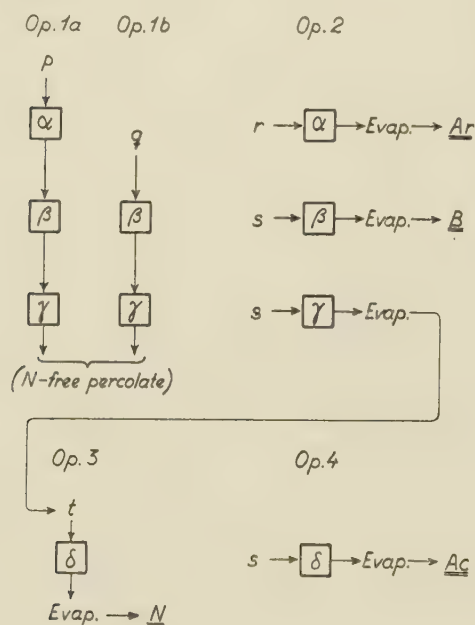 Op.1a Op.1b Op.2
p
α r → α → Evap. → Ar
q
β β s → β → Evap. → B
γ γ s → γ → Evap.
(N-free percolate)
Op.3 Op.4
t
δ s → δ → Evap. → Ac
Evap. → N